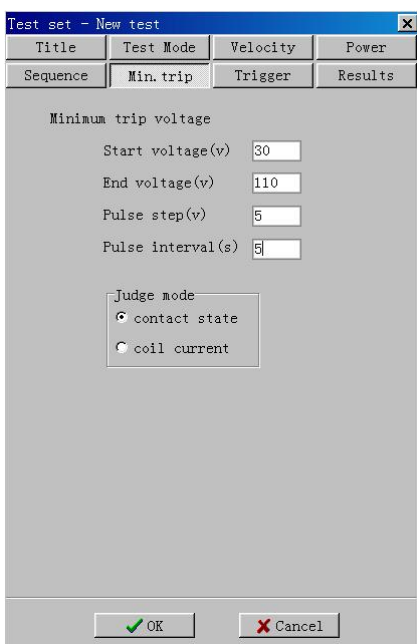 Test set - New test
Title Test Mode Velocity Power
Sequence Min.trip Trigger Results
Minimum trip voltage
Start voltage(v) 30
End voltage(v) 110
Pulse step(v) 5
Pulse interval(s) 5
Judge mode
contact state
coil current
OK Cancel